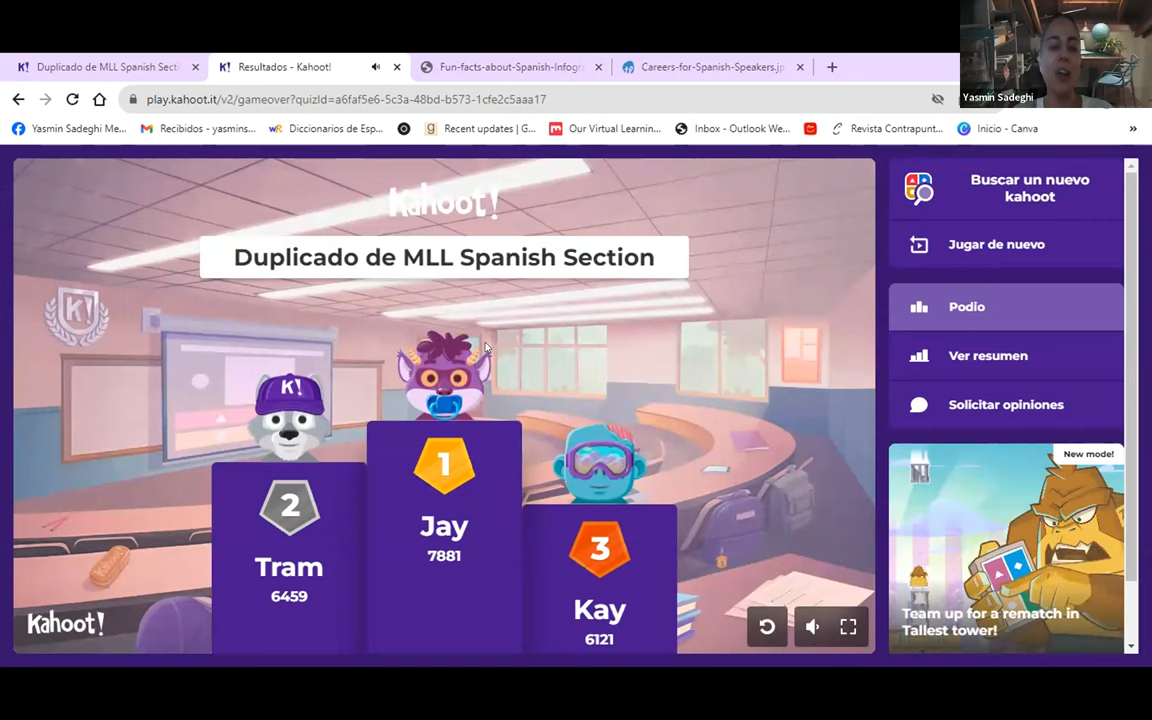 Duplicado de MLL Spanish Secti
Resultados - Kahoot!
Fun-facts-about-Spanish-Infogr
Careers-for-Spanish-Speakers.jp
play.kahoot.it/v2/gameover?quizId=a6faf5e6-5c3a-48bd-b573-1cfe2c5aaa17
Yasmin Sadeghi
Yasmin Sadeghi Me...
Recibidos - yasmins...
Diccionarios de Esp...
Recent updates | G...
Our Virtual Learnin...
Inbox - Outlook We...
Revista Contrapunt...
Inicio - Canva
Kahoot!
Duplicado de MLL Spanish Section
K!
K!
1
Jay
7881
2
Tram
6459
3
Kay
6121
Kahoot!
Buscar un nuevo
kahoot
Jugar de nuevo
Podio
Ver resumen
Solicitar opiniones
New mode!
Team up for a rematch in
Tallest tower!